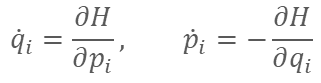 q̇ᵢ = ∂H/∂pᵢ , ṗᵢ = − ∂H/∂qᵢ